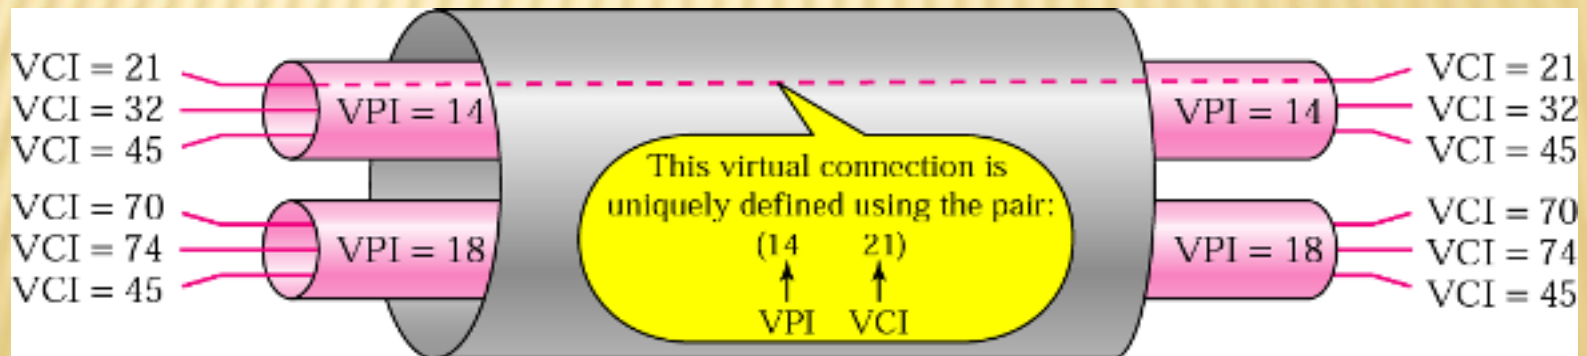 VCI = 21
VCI = 32
VCI = 45
VPI = 14
VCI = 70
VCI = 74
VCI = 45
VPI = 18
This virtual connection is
uniquely defined using the pair:
(14 21)
VPI VCI
VPI = 14
VCI = 21
VCI = 32
VCI = 45
VPI = 18
VCI = 70
VCI = 74
VCI = 45